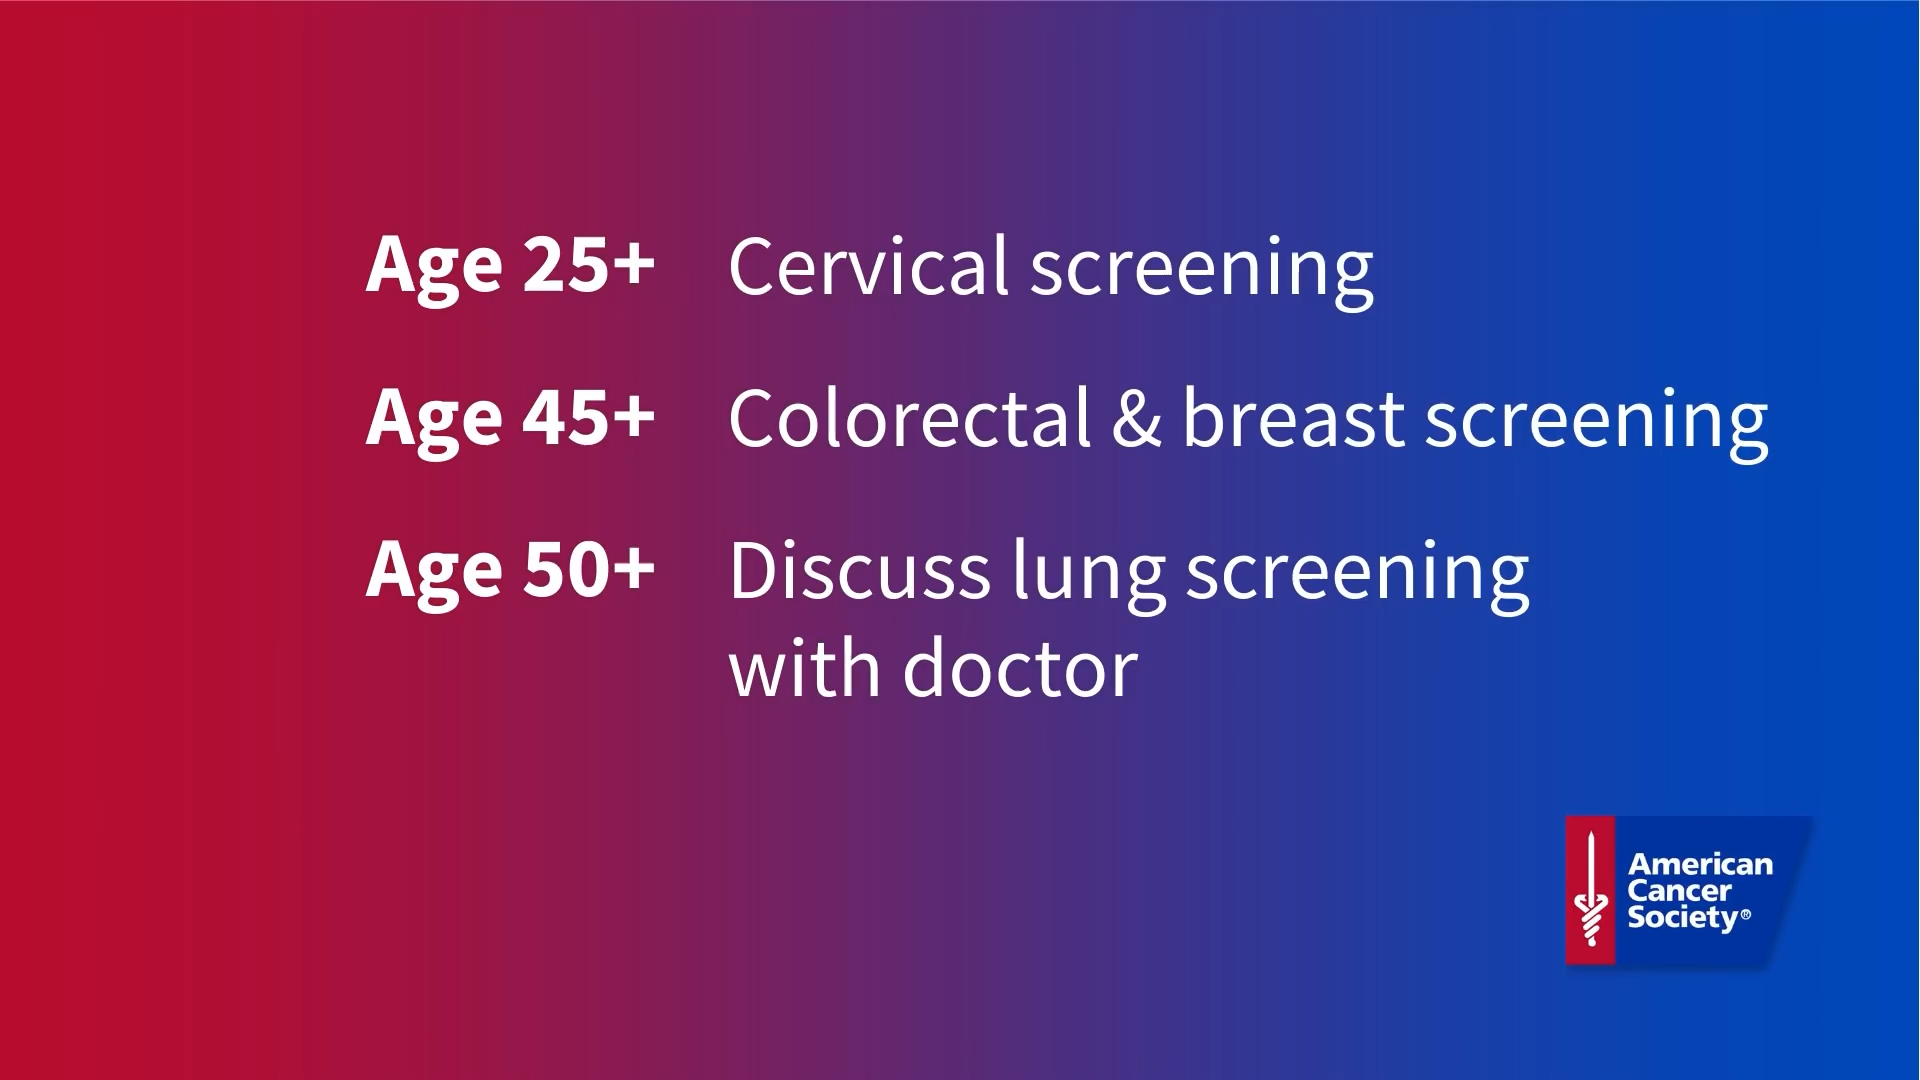 Age 25+ Cervical screening
Age 45+ Colorectal & breast screening
Age 50+ Discuss lung screening
with doctor
American
Cancer
Society®